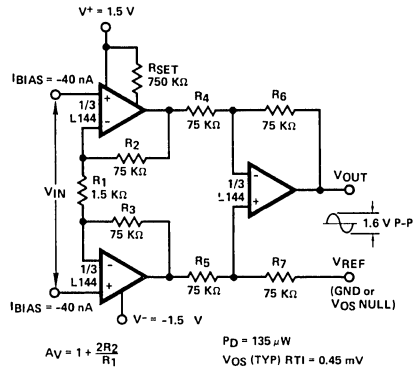 V+ = 1.5 V
IBIAS = -40 nA
RSET
750 KΩ
+
1/3
L144
-
R4
75 KΩ
R6
75 KΩ
R2
75 KΩ
VIN
R1
1.5 KΩ
R3
75 KΩ
-
1/3
L144
+
VOUT
1.6 V P-P
-
1/3
L144
+
IBIAS = -40 nA
R5
75 KΩ
R7
75 KΩ
VREF
(GND or
VOS NULL)
V- = -1.5 V
AV = 1 + 2R2
R1
PD = 135 μW
VOS (TYP) RTI = 0.45 mV